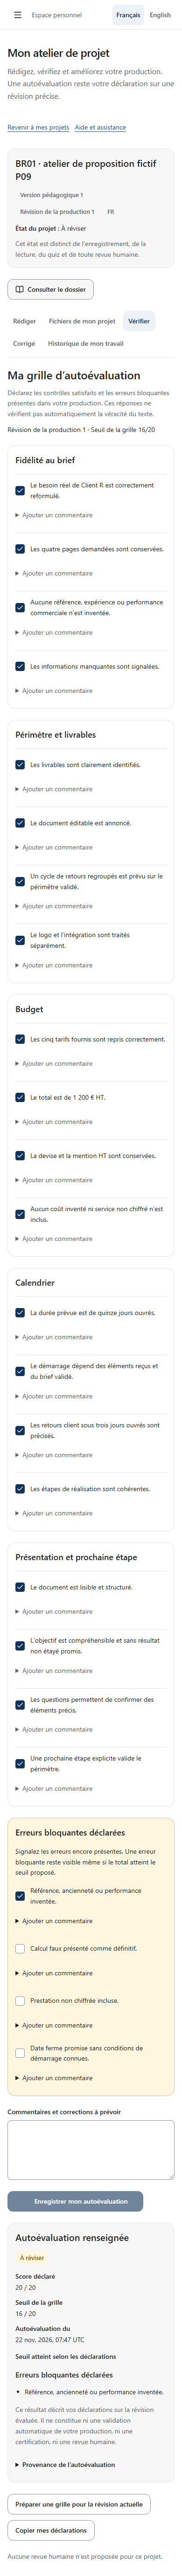 ☰ Espace personnel Français English
Mon atelier de projet
Rédigez, vérifiez et améliorez votre production.
Une autoévaluation reste votre déclaration sur une
révision précise.
Revenir à mes projets Aide et assistance
BR01 · atelier de proposition fictif
P09
Version pédagogique 1
Révision de la production 1 FR
État du projet : À réviser
Cet état est distinct de l'enregistrement, de la
lecture, du quiz et de toute revue humaine.
Consulter le dossier
Rédiger Fichiers de mon projet Vérifier
Corrigé Historique de mon travail
Ma grille d'autoévaluation
Déclarez les contrôles satisfaits et les erreurs bloquantes
présentes dans votre production. Ces réponses ne
vérifient pas automatiquement la véracité du texte.
Révision de la production 1 · Seuil de la grille 16/20
Fidélité au brief
Le besoin réel de Client R est correctement
reformulé.
Ajouter un commentaire
Les quatre pages demandées sont conservées.
Ajouter un commentaire
Aucune référence, expérience ou performance
commerciale n'est inventée.
Ajouter un commentaire
Les informations manquantes sont signalées.
Ajouter un commentaire
Périmètre et livrables
Les livrables sont clairement identifiés.
Ajouter un commentaire
Le document éditable est annoncé.
Ajouter un commentaire
Un cycle de retours regroupés est prévu sur le
périmètre validé.
Ajouter un commentaire
Le logo et l'intégration sont traités
séparément.
Ajouter un commentaire
Budget
Les cinq tarifs fournis sont repris correctement.
Ajouter un commentaire
Le total est de 1 200 € HT.
Ajouter un commentaire
La devise et la mention HT sont conservées.
Ajouter un commentaire
Aucun coût inventé ni service non chiffré n'est
inclus.
Ajouter un commentaire
Calendrier
La durée prévue est de quinze jours ouvrés.
Ajouter un commentaire
Le démarrage dépend des éléments reçus et
du brief validé.
Ajouter un commentaire
Les retours client sous trois jours ouvrés sont
précisés.
Ajouter un commentaire
Les étapes de réalisation sont cohérentes.
Ajouter un commentaire
Présentation et prochaine étape
Le document est lisible et structuré.
Ajouter un commentaire
L'objectif est compréhensible et sans résultat
non étayé promis.
Ajouter un commentaire
Les questions permettent de confirmer des
éléments précis.
Ajouter un commentaire
Une prochaine étape explicite valide le
périmètre.
Ajouter un commentaire
Erreurs bloquantes déclarées
Signalez les erreurs encore présentes. Une erreur
bloquante reste visible même si le total atteint le
seuil proposé.
Référence, ancienneté ou performance
inventée.
Ajouter un commentaire
Calcul faux présenté comme définitif.
Ajouter un commentaire
Prestation non chiffrée incluse.
Ajouter un commentaire
Date ferme promise sans conditions de
démarrage connues.
Ajouter un commentaire
Commentaires et corrections à prévoir
Enregistrer mon autoévaluation
Autoévaluation renseignée
À réviser
Score déclaré
20 / 20
Seuil de la grille
16 / 20
Autoévaluation du
22 nov. 2026, 07:47 UTC
Seuil atteint selon les déclarations
Erreurs bloquantes déclarées
• Référence, ancienneté ou performance inventée.
Ce résultat décrit vos déclarations sur la révision
évaluée. Il ne constitue ni une validation
automatique de votre production, ni une
certification, ni une revue humaine.
Provenance de l'autoévaluation
Préparer une grille pour la révision actuelle
Copier mes déclarations
Aucune revue humaine n'est proposée pour ce projet.